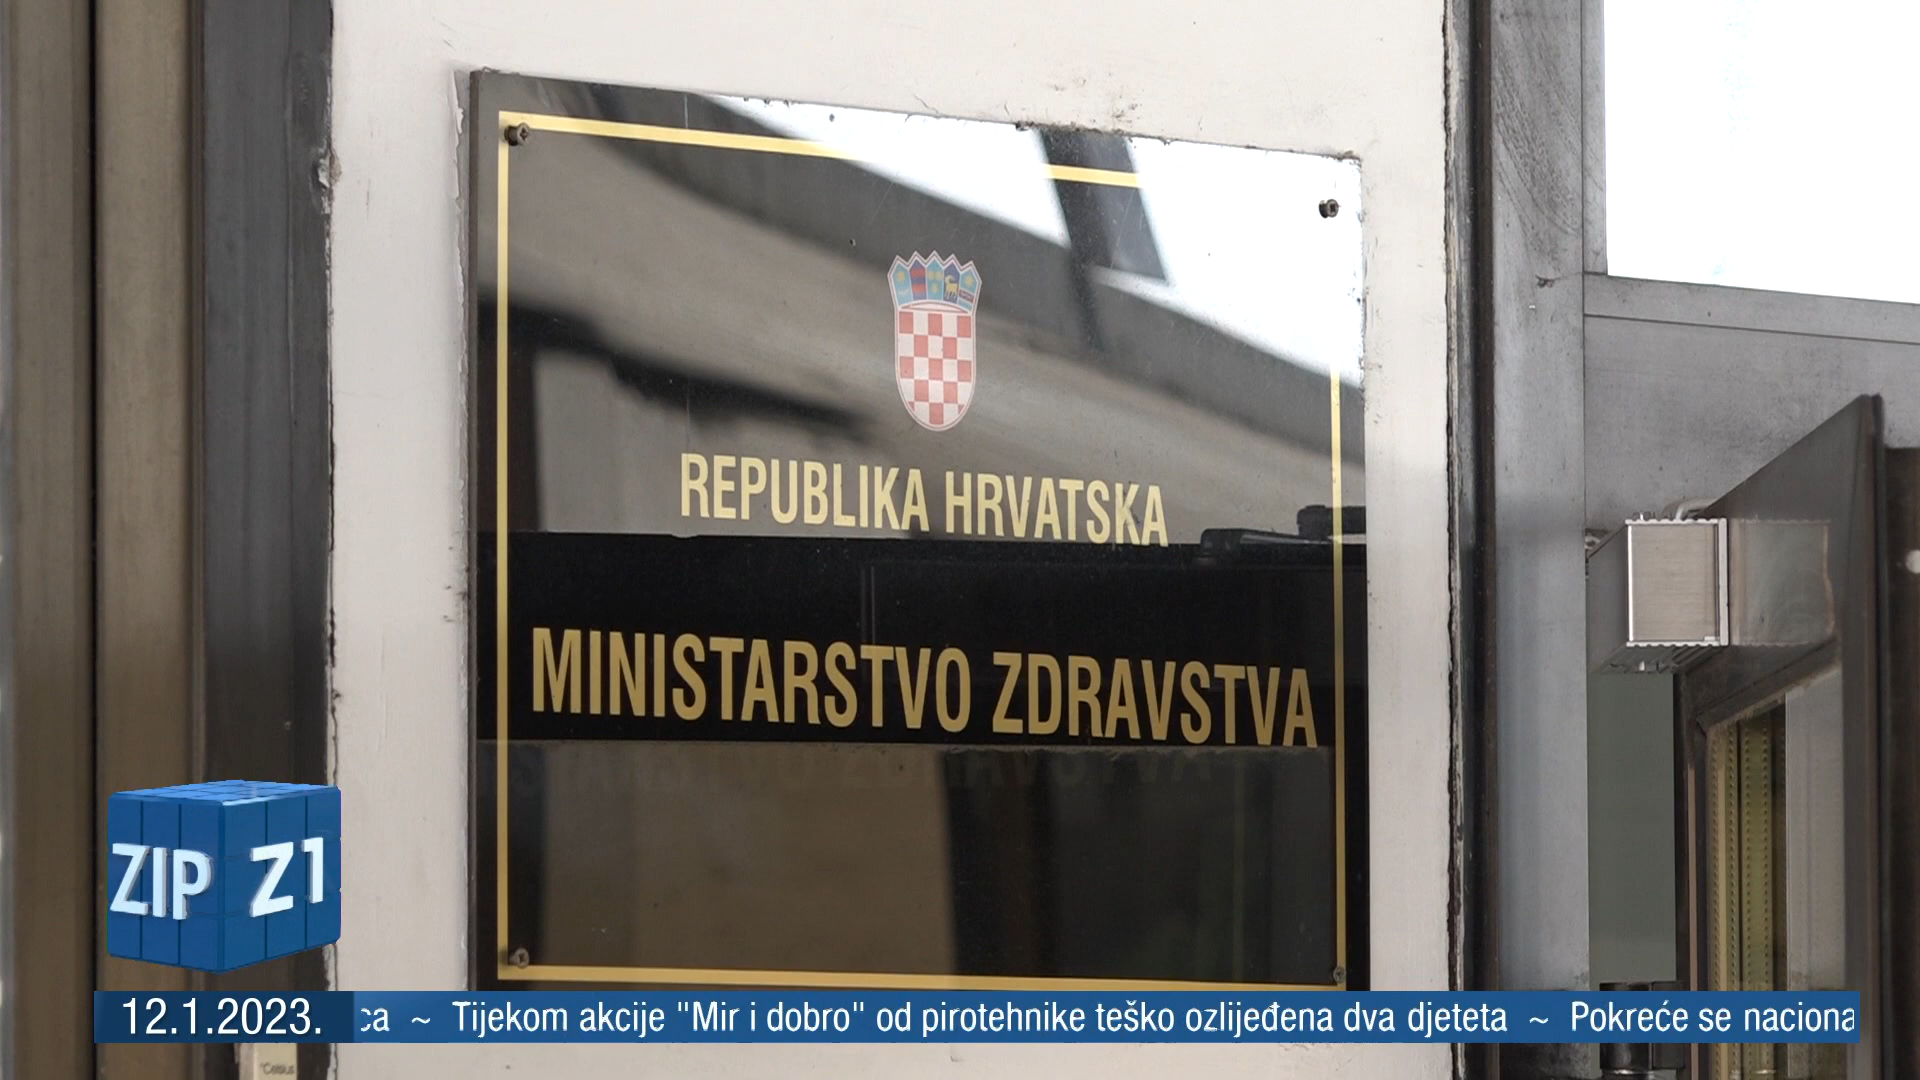 REPUBLIKA HRVATSKA
MINISTARSTVO ZDRAVSTVA
ZIP Z1
12.1.2023. ca ~ Tijekom akcije "Mir i dobro" od pirotehnike teško ozlijeđena dva djeteta ~ Pokreće se naciona
°Celsius